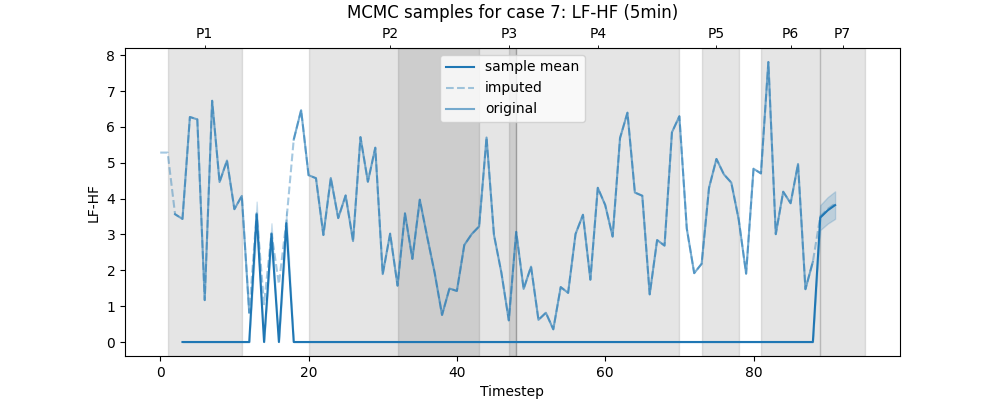 MCMC samples for case 7: LF-HF (5min)
P1 P2 P3 P4 P5 P6 P7
sample mean
imputed
original
8
7
6
5
4
3
2
1
0
LF-HF
0 20 40 60 80
Timestep